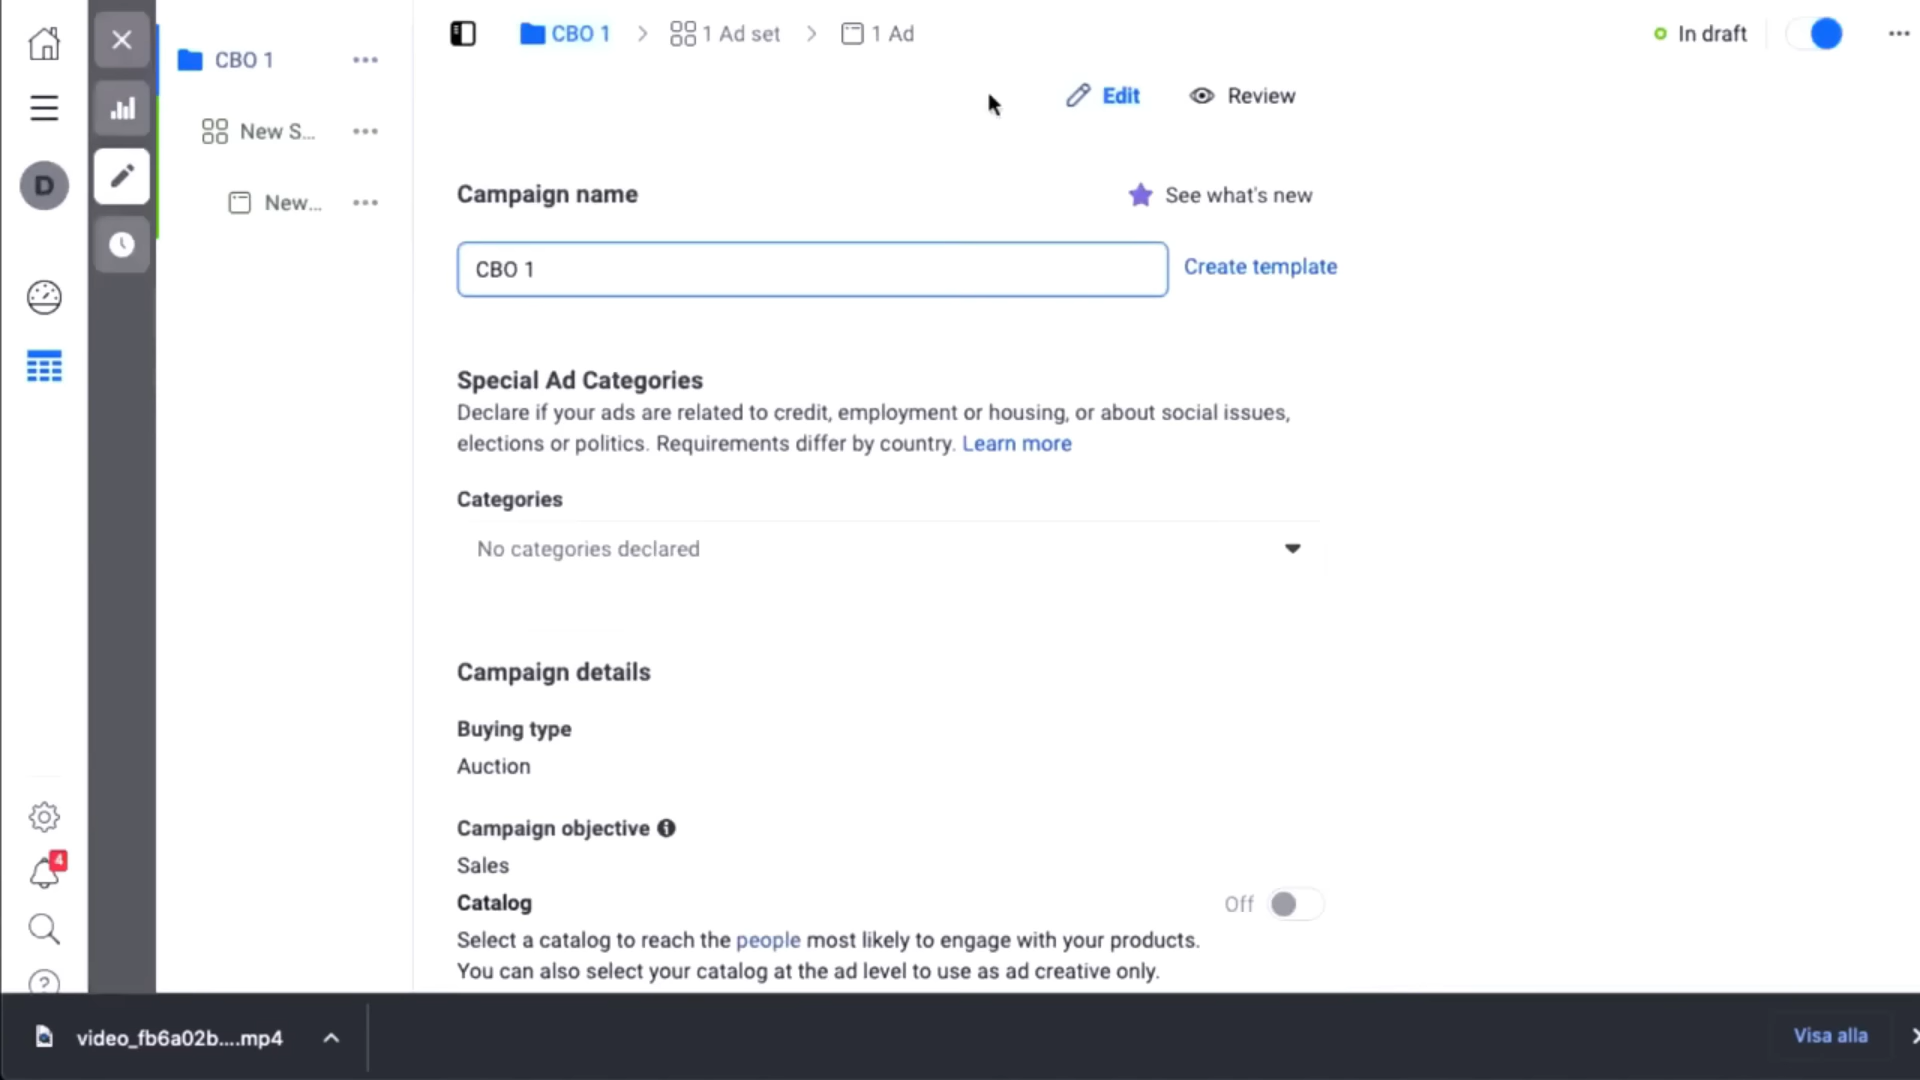 CBO 1
1 Ad set
1 Ad
In draft
Edit
Review
D
CBO 1
New S...
New...
Campaign name
See what's new
CBO 1
Create template
Special Ad Categories
Declare if your ads are related to credit, employment or housing, or about social issues,
elections or politics. Requirements differ by country. Learn more
Categories
No categories declared
Campaign details
Buying type
Auction
Campaign objective
Sales
Catalog
Off
Select a catalog to reach the people most likely to engage with your products.
You can also select your catalog at the ad level to use as ad creative only.
4
video_fb6a02b....mp4
Visa alla